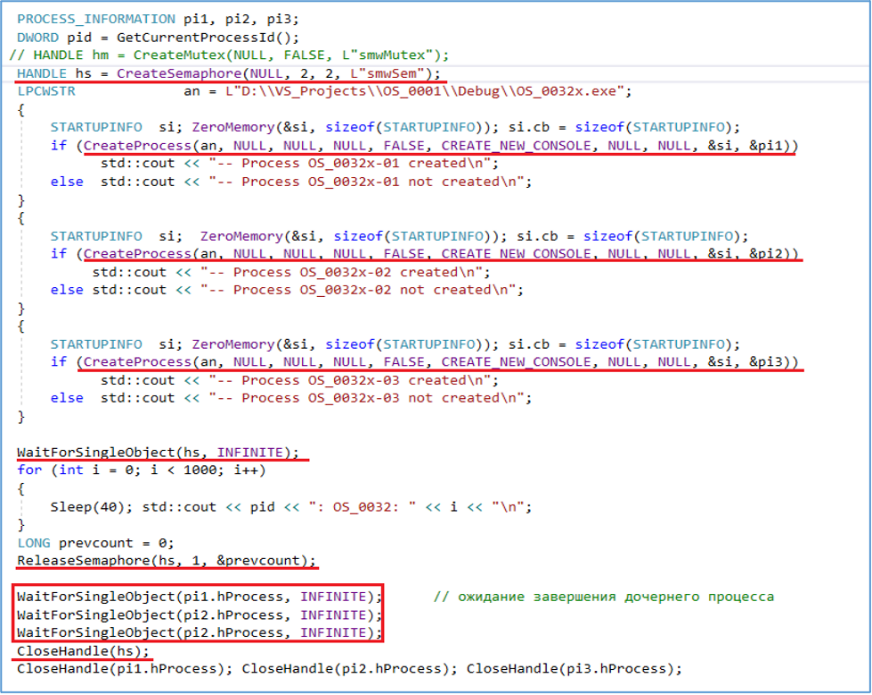 PROCESS_INFORMATION pi1, pi2, pi3;
DWORD pid = GetCurrentProcessId();
// HANDLE hm = CreateMutex(NULL, FALSE, L"smwMutex");
HANDLE hs = CreateSemaphore(NULL, 2, 2, L"smwSem");
LPCWSTR an = L"D:\\VS_Projects\\OS_0001\\Debug\\OS_0032x.exe";
{
STARTUPINFO si; ZeroMemory(&si, sizeof(STARTUPINFO)); si.cb = sizeof(STARTUPINFO);
if (CreateProcess(an, NULL, NULL, NULL, FALSE, CREATE_NEW_CONSOLE, NULL, NULL, &si, &pi1))
std::cout << "-- Process OS_0032x-01 created\n";
else std::cout << "-- Process OS_0032x-01 not created\n";
}
{
STARTUPINFO si; ZeroMemory(&si, sizeof(STARTUPINFO)); si.cb = sizeof(STARTUPINFO);
if (CreateProcess(an, NULL, NULL, NULL, FALSE, CREATE_NEW_CONSOLE, NULL, NULL, &si, &pi2))
std::cout << "-- Process OS_0032x-02 created\n";
else std::cout << "-- Process OS_0032x-02 not created\n";
}
{
STARTUPINFO si; ZeroMemory(&si, sizeof(STARTUPINFO)); si.cb = sizeof(STARTUPINFO);
if (CreateProcess(an, NULL, NULL, NULL, FALSE, CREATE_NEW_CONSOLE, NULL, NULL, &si, &pi3))
std::cout << "-- Process OS_0032x-03 created\n";
else std::cout << "-- Process OS_0032x-03 not created\n";
}
WaitForSingleObject(hs, INFINITE);
for (int i = 0; i < 1000; i++)
{
Sleep(40); std::cout << pid << ": OS_0032: " << i << "\n";
}
LONG prevcount = 0;
ReleaseSemaphore(hs, 1, &prevcount);
WaitForSingleObject(pi1.hProcess, INFINITE); // ожидание завершения дочернего процесса
WaitForSingleObject(pi2.hProcess, INFINITE);
WaitForSingleObject(pi2.hProcess, INFINITE);
CloseHandle(hs);
CloseHandle(pi1.hProcess); CloseHandle(pi2.hProcess); CloseHandle(pi3.hProcess);